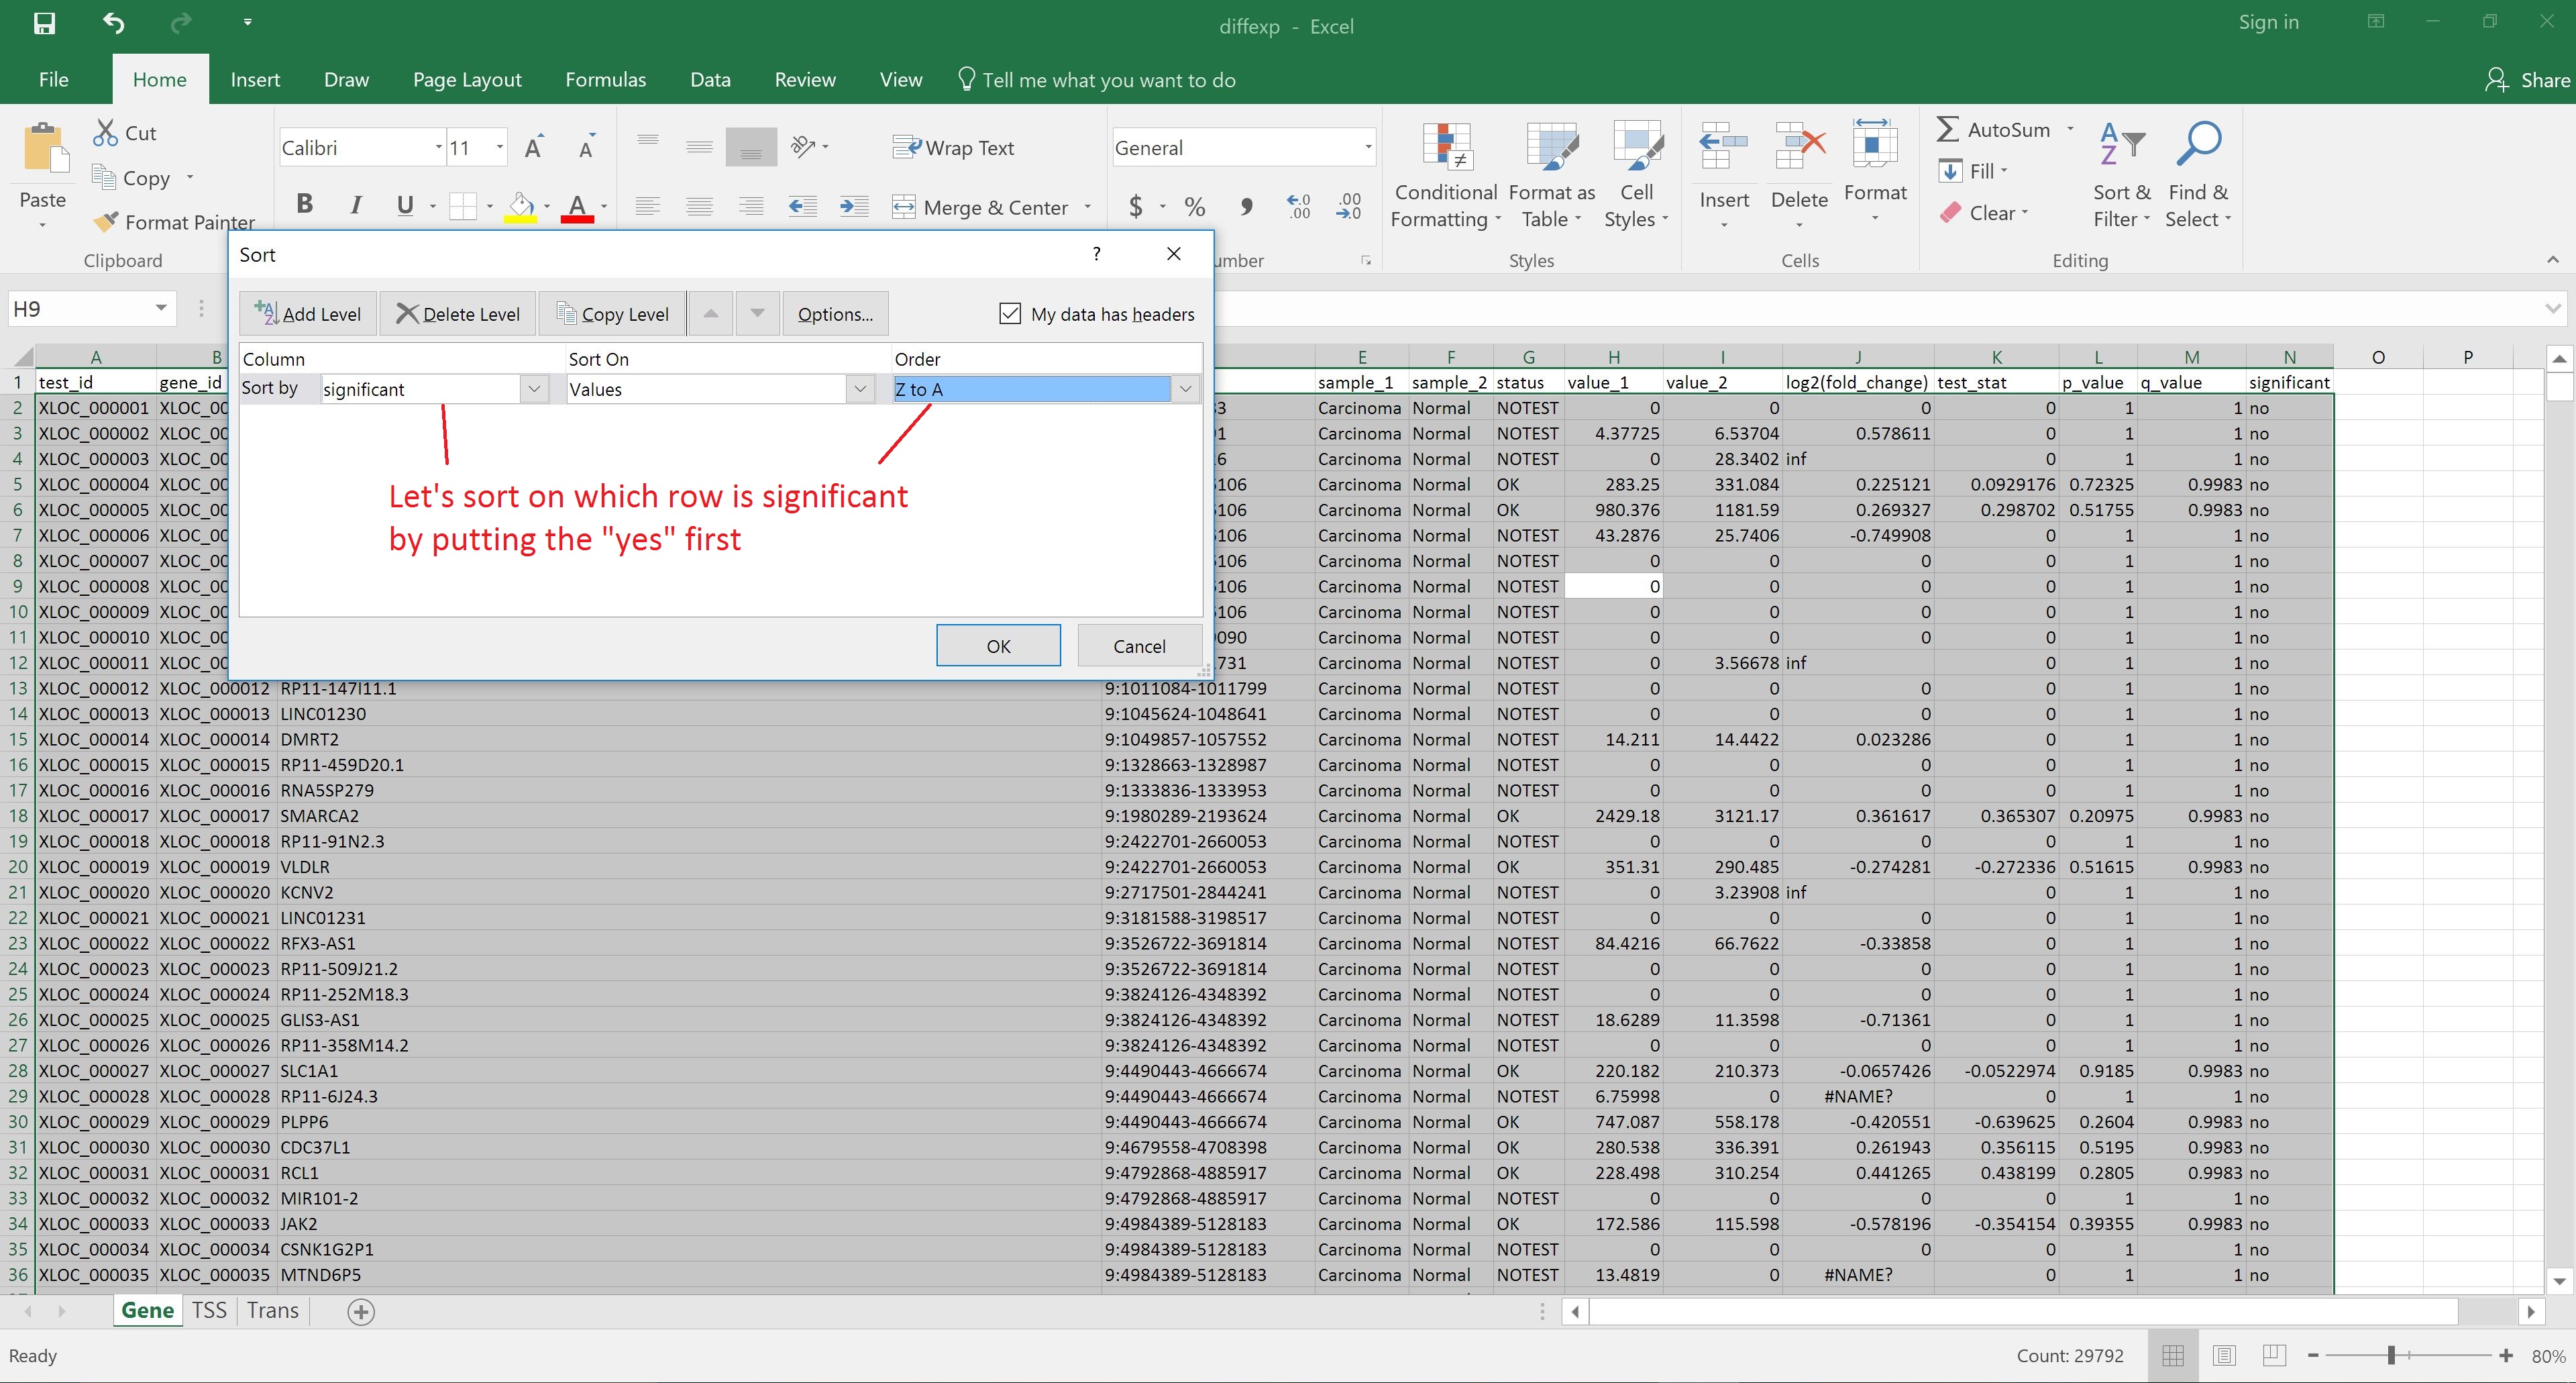 diffexp - Excel
Sign in
File Home Insert Draw Page Layout Formulas Data Review View Tell me what you want to do Share
Paste Cut Copy Format Painter Clipboard
Calibri 11 B I U A
Wrap Text Merge & Center
General $ % umber
Conditional Formatting Format as Table Cell Styles Styles
Insert Delete Format Cells
AutoSum Fill Clear Sort & Filter Find & Select Editing
H9
Sort ?
Add Level Delete Level Copy Level Options... My data has headers
Column Sort On Order
Sort by significant Values Z to A
Let's sort on which row is significant
by putting the "yes" first
OK Cancel
A B E F G H I J K L M N O P
1 test_id gene_id sample_1 sample_2 status value_1 value_2 log2(fold_change) test_stat p_value q_value significant
2 XLOC_000001 XLOC_00 33 Carcinoma Normal NOTEST 0 0 0 0 1 1 no
3 XLOC_000002 XLOC_00 1 Carcinoma Normal NOTEST 4.37725 6.53704 0.578611 0 1 1 no
4 XLOC_000003 XLOC_00 6 Carcinoma Normal NOTEST 0 28.3402 inf 0 1 1 no
5 XLOC_000004 XLOC_00 106 Carcinoma Normal OK 283.25 331.084 0.225121 0.0929176 0.72325 0.9983 no
6 XLOC_000005 XLOC_00 106 Carcinoma Normal OK 980.376 1181.59 0.269327 0.298702 0.51755 0.9983 no
7 XLOC_000006 XLOC_00 106 Carcinoma Normal NOTEST 43.2876 25.7406 -0.749908 0 1 1 no
8 XLOC_000007 XLOC_00 106 Carcinoma Normal NOTEST 0 0 0 0 1 1 no
9 XLOC_000008 XLOC_00 106 Carcinoma Normal NOTEST 0 0 0 0 1 1 no
10 XLOC_000009 XLOC_00 106 Carcinoma Normal NOTEST 0 0 0 0 1 1 no
11 XLOC_000010 XLOC_00 090 Carcinoma Normal NOTEST 0 0 0 0 1 1 no
12 XLOC_000011 XLOC_00 731 Carcinoma Normal NOTEST 0 3.56678 inf 0 1 1 no
13 XLOC_000012 XLOC_000012 RP11-147I11.1 9:1011084-1011799 Carcinoma Normal NOTEST 0 0 0 0 1 1 no
14 XLOC_000013 XLOC_000013 LINC01230 9:1045624-1048641 Carcinoma Normal NOTEST 0 0 0 0 1 1 no
15 XLOC_000014 XLOC_000014 DMRT2 9:1049857-1057552 Carcinoma Normal NOTEST 14.211 14.4422 0.023286 0 1 1 no
16 XLOC_000015 XLOC_000015 RP11-459D20.1 9:1328663-1328987 Carcinoma Normal NOTEST 0 0 0 0 1 1 no
17 XLOC_000016 XLOC_000016 RNA5SP279 9:1333836-1333953 Carcinoma Normal NOTEST 0 0 0 0 1 1 no
18 XLOC_000017 XLOC_000017 SMARCA2 9:1980289-2193624 Carcinoma Normal OK 2429.18 3121.17 0.361617 0.365307 0.20975 0.9983 no
19 XLOC_000018 XLOC_000018 RP11-91N2.3 9:2422701-2660053 Carcinoma Normal NOTEST 0 0 0 0 1 1 no
20 XLOC_000019 XLOC_000019 VLDLR 9:2422701-2660053 Carcinoma Normal OK 351.31 290.485 -0.274281 -0.272336 0.51615 0.9983 no
21 XLOC_000020 XLOC_000020 KCNV2 9:2717501-2844241 Carcinoma Normal NOTEST 0 3.23908 inf 0 1 1 no
22 XLOC_000021 XLOC_000021 LINC01231 9:3181588-3198517 Carcinoma Normal NOTEST 0 0 0 0 1 1 no
23 XLOC_000022 XLOC_000022 RFX3-AS1 9:3526722-3691814 Carcinoma Normal NOTEST 84.4216 66.7622 -0.33858 0 1 1 no
24 XLOC_000023 XLOC_000023 RP11-509J21.2 9:3526722-3691814 Carcinoma Normal NOTEST 0 0 0 0 1 1 no
25 XLOC_000024 XLOC_000024 RP11-252M18.3 9:3824126-4348392 Carcinoma Normal NOTEST 0 0 0 0 1 1 no
26 XLOC_000025 XLOC_000025 GLIS3-AS1 9:3824126-4348392 Carcinoma Normal NOTEST 18.6289 11.3598 -0.71361 0 1 1 no
27 XLOC_000026 XLOC_000026 RP11-358M14.2 9:3824126-4348392 Carcinoma Normal NOTEST 0 0 0 0 1 1 no
28 XLOC_000027 XLOC_000027 SLC1A1 9:4490443-4666674 Carcinoma Normal OK 220.182 210.373 -0.0657426 -0.0522974 0.9185 0.9983 no
29 XLOC_000028 XLOC_000028 RP11-6J24.3 9:4490443-4666674 Carcinoma Normal NOTEST 6.75998 0 #NAME? 0 1 1 no
30 XLOC_000029 XLOC_000029 PLPP6 9:4490443-4666674 Carcinoma Normal OK 747.087 558.178 -0.420551 -0.639625 0.2604 0.9983 no
31 XLOC_000030 XLOC_000030 CDC37L1 9:4679558-4708398 Carcinoma Normal OK 280.538 336.391 0.261943 0.356115 0.5195 0.9983 no
32 XLOC_000031 XLOC_000031 RCL1 9:4792868-4885917 Carcinoma Normal OK 228.498 310.254 0.441265 0.438199 0.2805 0.9983 no
33 XLOC_000032 XLOC_000032 MIR101-2 9:4792868-4885917 Carcinoma Normal NOTEST 0 0 0 0 1 1 no
34 XLOC_000033 XLOC_000033 JAK2 9:4984389-5128183 Carcinoma Normal OK 172.586 115.598 -0.578196 -0.354154 0.39355 0.9983 no
35 XLOC_000034 XLOC_000034 CSNK1G2P1 9:4984389-5128183 Carcinoma Normal NOTEST 0 0 0 0 1 1 no
36 XLOC_000035 XLOC_000035 MTND6P5 9:4984389-5128183 Carcinoma Normal NOTEST 13.4819 0 #NAME? 0 1 1 no
Gene TSS Trans
Ready Count: 29792 80%